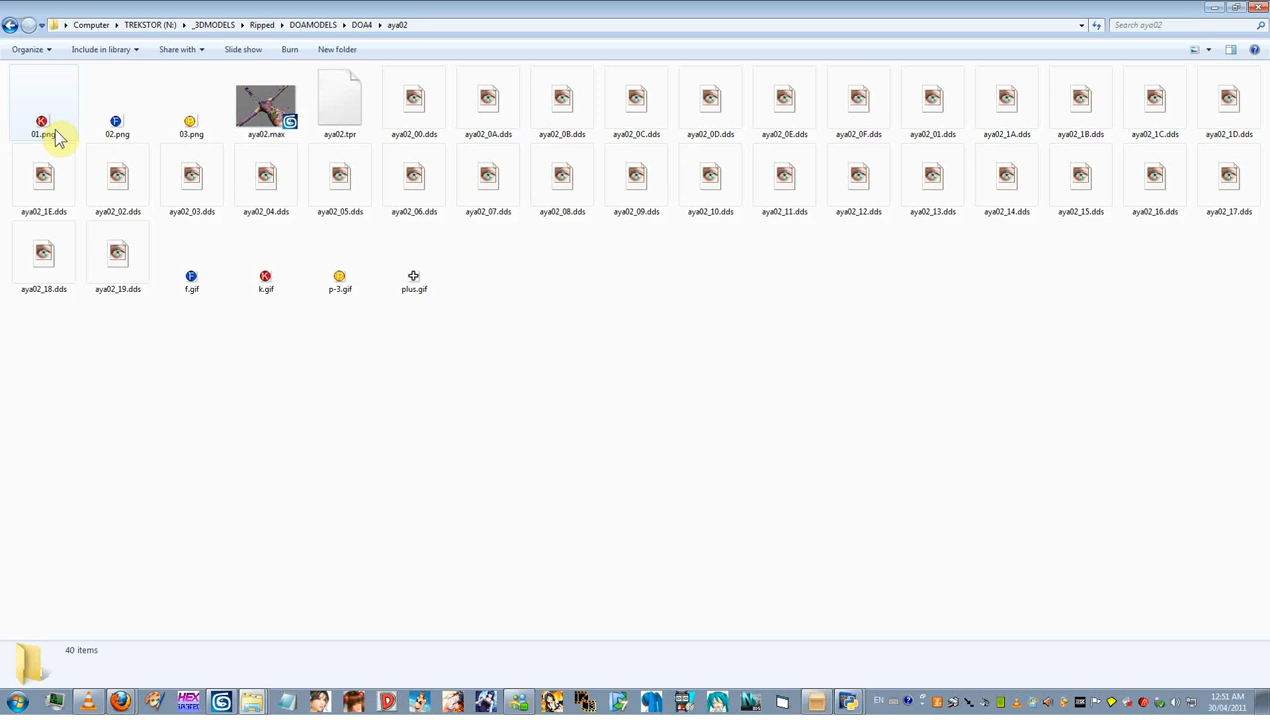 Computer ▸ TREKSTOR (N:) ▸ _3DMODELS ▸ Ripped ▸ DOAMODELS ▸ DOA4 ▸ aya02
Search aya02
Organize Include in library Share with Slide show Burn New folder
K F P
01.png 02.png 03.png aya02.max aya02.tpr aya02_00.dds aya02_0A.dds aya02_0B.dds aya02_0C.dds aya02_0D.dds aya02_0E.dds aya02_0F.dds aya02_01.dds aya02_1A.dds aya02_1B.dds aya02_1C.dds aya02_1D.dds
aya02_1E.dds aya02_02.dds aya02_03.dds aya02_04.dds aya02_05.dds aya02_06.dds aya02_07.dds aya02_08.dds aya02_09.dds aya02_10.dds aya02_11.dds aya02_12.dds aya02_13.dds aya02_14.dds aya02_15.dds aya02_16.dds aya02_17.dds
F K P
aya02_18.dds aya02_19.dds f.gif k.gif p-3.gif plus.gif
40 items
HEX
EN
12:51 AM
30/04/2011